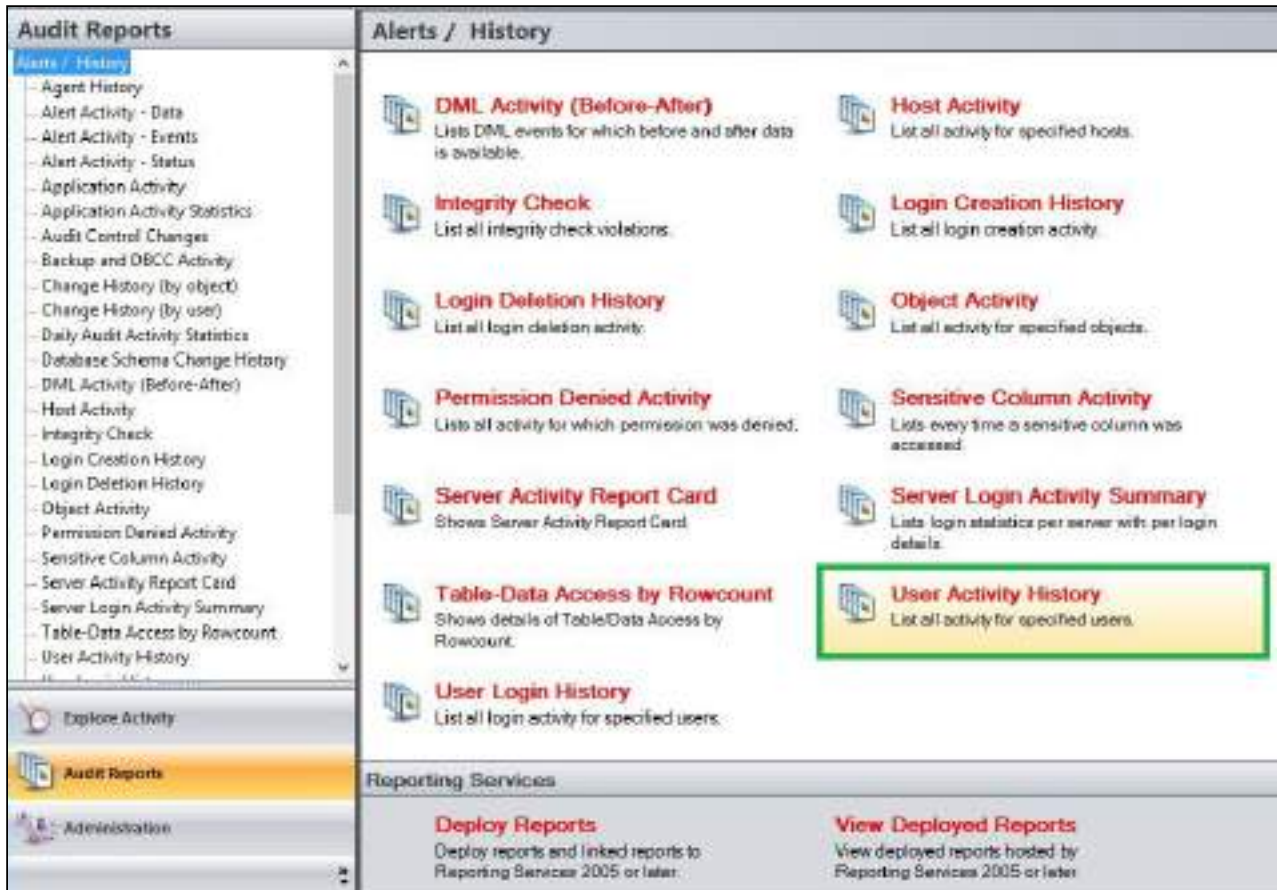 Audit Reports
Alerts / History
Agent History
Alert Activity - Data
Alert Activity - Events
Alert Activity - Status
Application Activity
Application Activity Statistics
Audit Control Changes
Backup and DBCC Activity
Change History (by object)
Change History (by user)
Daily Audit Activity Statistics
Database Schema Change History
DML Activity (Before-After)
Host Activity
Integrity Check
Login Creation History
Login Deletion History
Object Activity
Permission Denied Activity
Sensitive Column Activity
Server Activity Report Card
Server Login Activity Summary
Table-Data Access by Rowcount
User Activity History
Explore Activity
Audit Reports
Administration
Alerts / History
DML Activity (Before-After)
Lists DML events for which before and after data
is available.
Host Activity
List all activity for specified hosts.
Integrity Check
List all integrity check violations.
Login Creation History
List all login creation activity.
Login Deletion History
List all login deletion activity.
Object Activity
List all activity for specified objects.
Permission Denied Activity
Lists all activity for which permission was denied.
Sensitive Column Activity
Lists every time a sensitive column was
accessed.
Server Activity Report Card
Shows Server Activity Report Card.
Server Login Activity Summary
Lists login statistics per server with per login
details.
Table-Data Access by Rowcount
Shows details of Table/Data Access by
Rowcount.
User Activity History
List all activity for specified users.
User Login History
List all login activity for specified users.
Reporting Services
Deploy Reports
Deploy reports and linked reports to
Reporting Services 2005 or later.
View Deployed Reports
View deployed reports hosted by
Reporting Services 2005 or later.